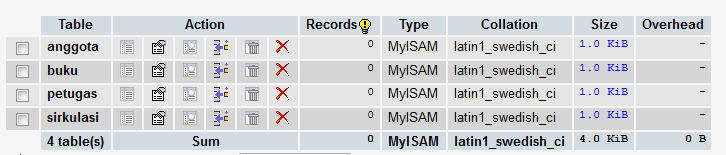 Table Action Records Type Collation Size Overhead
anggota 0 MyISAM latin1_swedish_ci 1.0 KiB -
buku 0 MyISAM latin1_swedish_ci 1.0 KiB -
petugas 0 MyISAM latin1_swedish_ci 1.0 KiB -
sirkulasi 0 MyISAM latin1_swedish_ci 1.0 KiB -
4 table(s) Sum 0 MyISAM latin1_swedish_ci 4.0 KiB 0 B